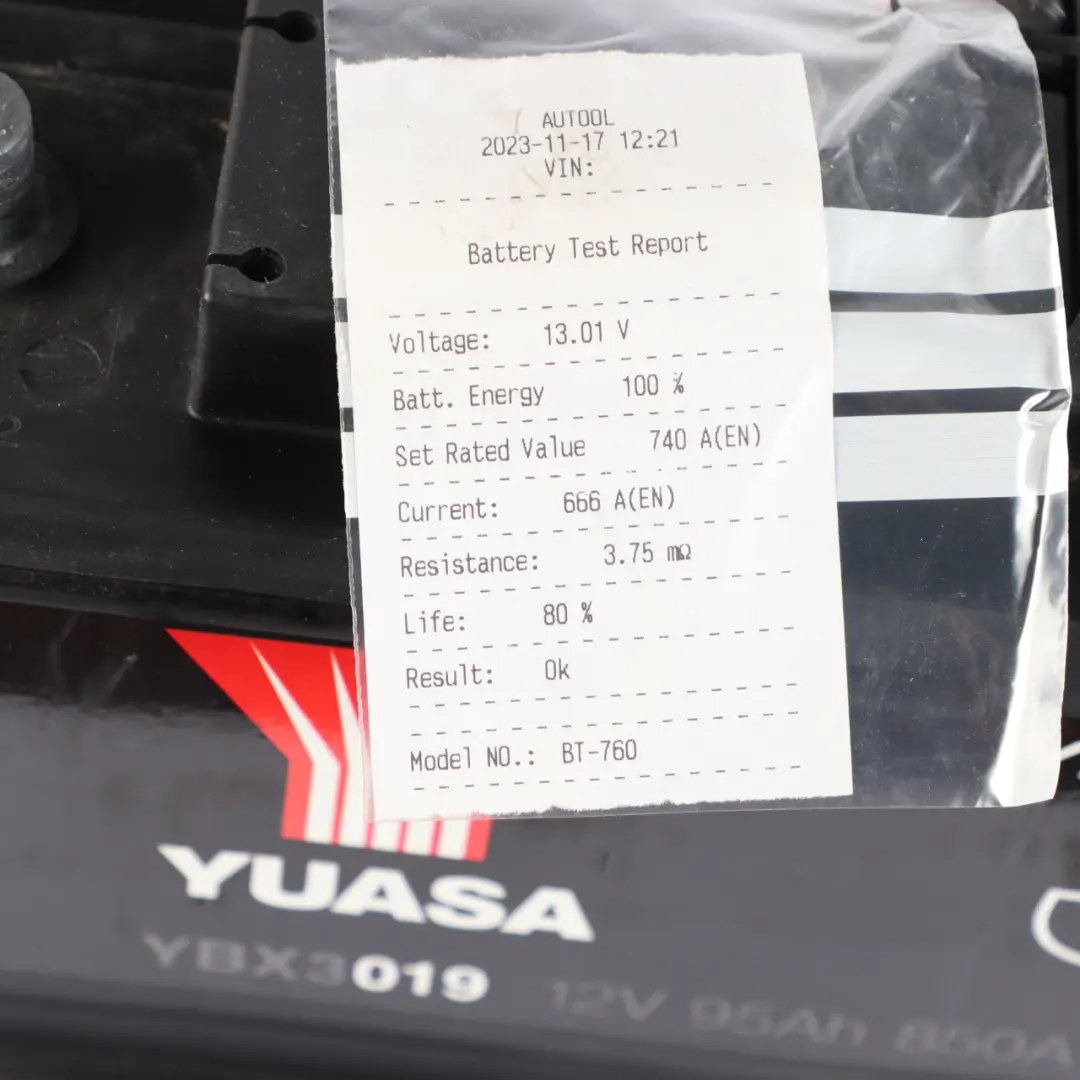 AUTOOL
2023-11-17 12:21
VIN:
Battery Test Report
Voltage: 13.01 V
Batt. Energy 100 %
Set Rated Value 740 A(EN)
Current: 666 A(EN)
Resistance: 3.75 mΩ
Life: 80 %
Result: Ok
Model NO.: BT-760
YUASA
YBX3019 12V 95Ah 850A